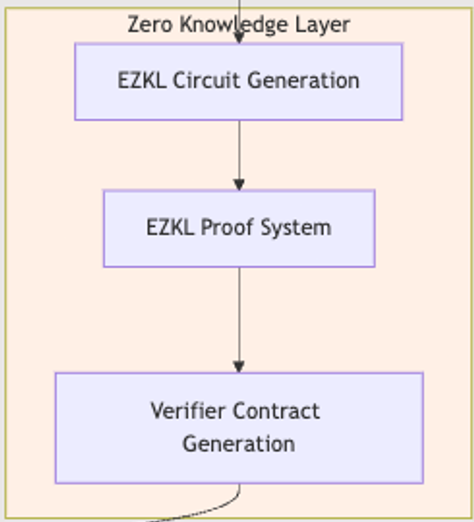 Zero Knowledge Layer
EZKL Circuit Generation
EZKL Proof System
Verifier Contract
Generation